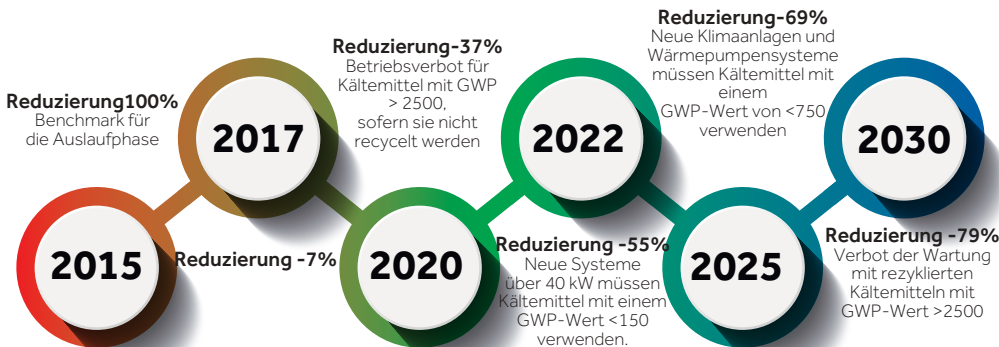 Reduzierung100%
Benchmark für
die Auslaufphase
2015
2017
Reduzierung -7%
Reduzierung-37%
Betriebsverbot für
Kältemittel mit GWP
> 2500,
sofern sie nicht
recycelt werden
2020
2022
Reduzierung -55%
Neue Systeme
über 40 kW müssen
Kältemittel mit einem
GWP-Wert <150
verwenden.
Reduzierung-69%
Neue Klimaanlagen und
Wärmepumpensysteme
müssen Kältemittel mit
einem
GWP-Wert von <750
verwenden
2025
2030
Reduzierung -79%
Verbot der Wartung
mit rezyklierten
Kältemitteln mit
GWP-Wert >2500